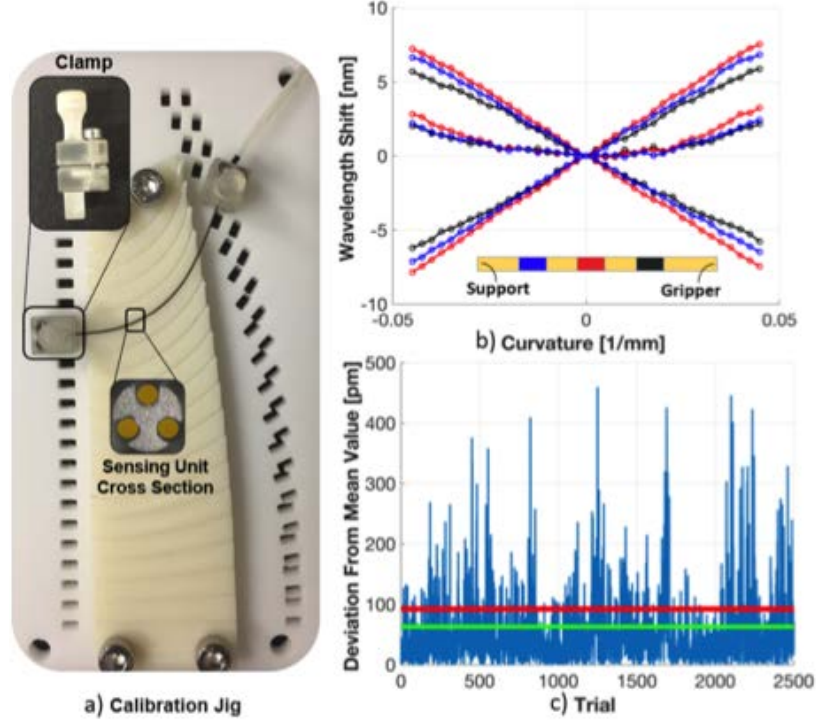 Clamp
Sensing Unit
Cross Section
a) Calibration Jig
10
5
0
-5
-10
Wavelength Shift [nm]
Support
Gripper
-0.05
0
0.05
b) Curvature [1/mm]
500
400
300
200
100
0
Deviation From Mean Value [pm]
0
500
1000
1500
2000
2500
c) Trial